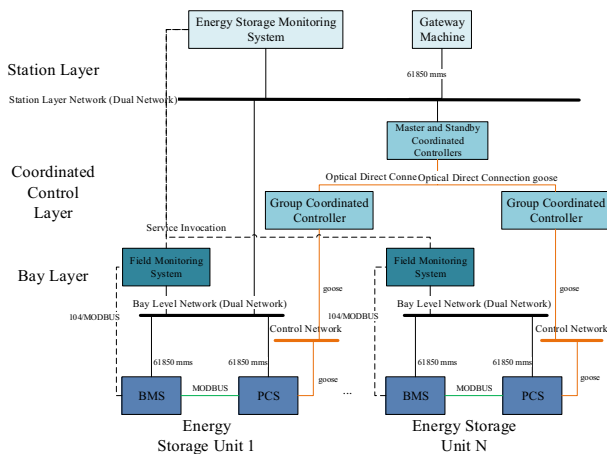 Energy Storage Monitoring
System
Gateway
Machine
Station Layer
61850 mms
Station Layer Network (Dual Network)
Master and Standby
Coordinated
Controllers
Coordinated
Control
Layer
Optical Direct Conne
Optical Direct Connection goose
Group Coordinated
Controller
Group Coordinated
Controller
Service Invocation
Bay Layer
Field Monitoring
System
Field Monitoring
System
goose
goose
Bay Level Network (Dual Network)
Bay Level Network (Dual Network)
104/MODBUS
104/MODBUS
Control Network
Control Network
61850 mms
61850 mms
61850 mms
61850 mms
goose
goose
BMS
MODBUS
PCS
...
BMS
MODBUS
PCS
Energy
Storage Unit 1
Energy Storage
Unit N